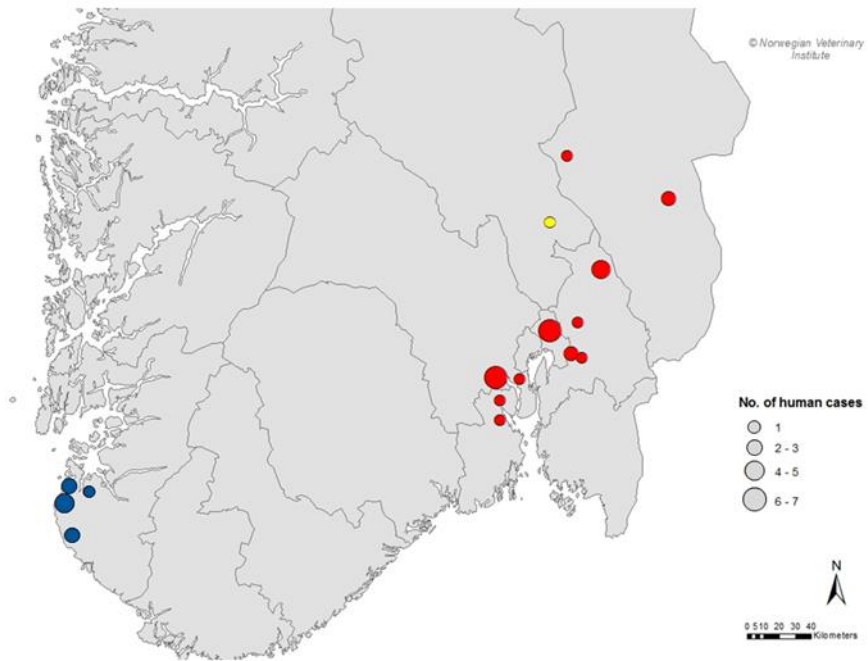 © Norwegian Veterinary
Institute
No. of human cases
1
2 - 3
4 - 5
6 - 7
N
0 5 10 20 30 40
Kilometers